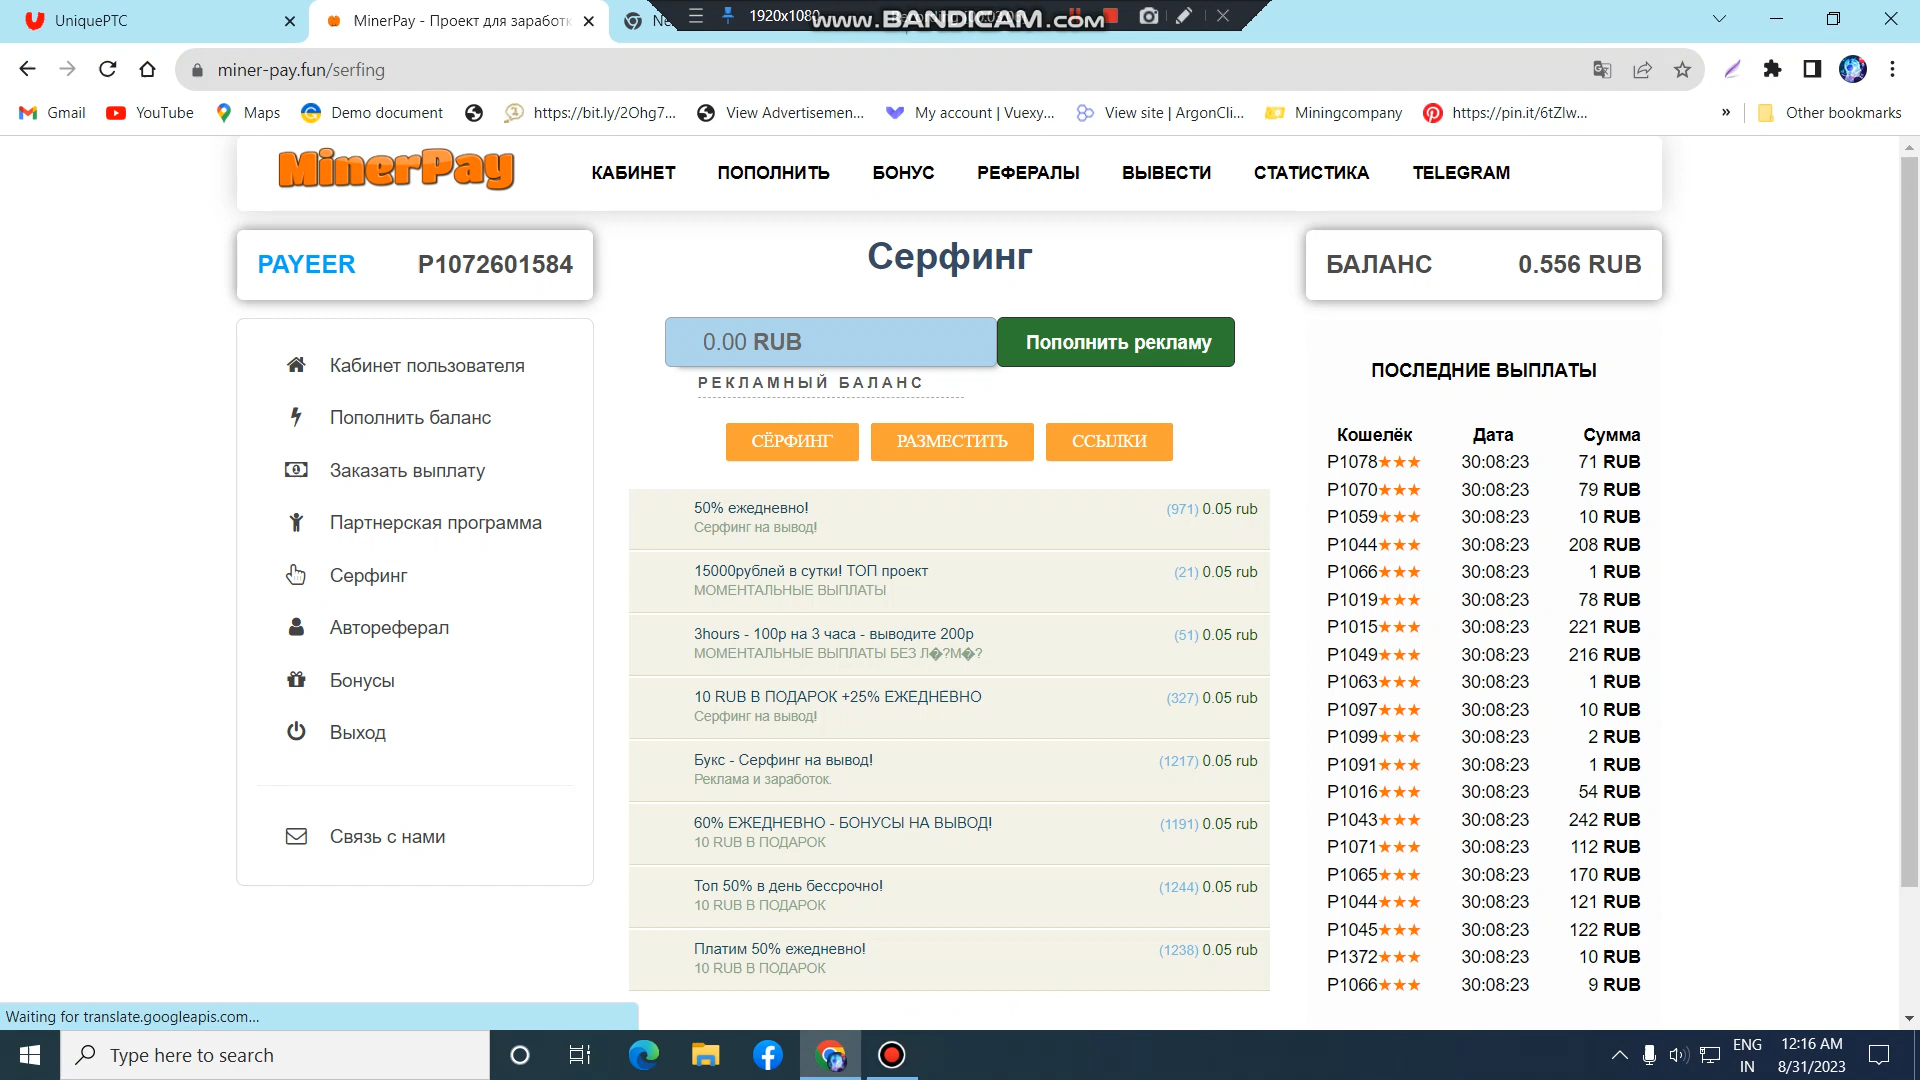 UniquePTC
MinerPay - Проект для заработк
Ne
1920x1080
www.BANDICAM.com
miner-pay.fun/serfing
Gmail
YouTube
Maps
Demo document
https://bit.ly/2Ohg7...
View Advertisemen...
My account | Vuexy...
View site | ArgonCli...
Miningcompany
https://pin.it/6tZlw...
»
Other bookmarks
MinerPay
КАБИНЕТ
ПОПОЛНИТЬ
БОНУС
РЕФЕРАЛЫ
ВЫВЕСТИ
СТАТИСТИКА
TELEGRAM
PAYEER P1072601584
Кабинет пользователя
Пополнить баланс
Заказать выплату
Партнерская программа
Серфинг
Автореферал
Бонусы
Выход
Связь с нами
Серфинг
0.00 RUB
Пополнить рекламу
РЕКЛАМНЫЙ БАЛАНС
СЁРФИНГ
РАЗМЕСТИТЬ
ССЫЛКИ
50% ежедневно! (971) 0.05 rub
Серфинг на вывод!
15000рублей в сутки! ТОП проект (21) 0.05 rub
МОМЕНТАЛЬНЫЕ ВЫПЛАТЫ
3hours - 100р на 3 часа - выводите 200р (51) 0.05 rub
МОМЕНТАЛЬНЫЕ ВЫПЛАТЫ БЕЗ Л�?М�?
10 RUB В ПОДАРОК +25% ЕЖЕДНЕВНО (327) 0.05 rub
Серфинг на вывод!
Букс - Серфинг на вывод! (1217) 0.05 rub
Реклама и заработок.
60% ЕЖЕДНЕВНО - БОНУСЫ НА ВЫВОД! (1191) 0.05 rub
10 RUB В ПОДАРОК
Топ 50% в день бессрочно! (1244) 0.05 rub
10 RUB В ПОДАРОК
Платим 50% ежедневно! (1238) 0.05 rub
10 RUB В ПОДАРОК
БАЛАНС 0.556 RUB
ПОСЛЕДНИЕ ВЫПЛАТЫ
Кошелёк Дата Сумма
P1078★★★ 30:08:23 71 RUB
P1070★★★ 30:08:23 79 RUB
P1059★★★ 30:08:23 10 RUB
P1044★★★ 30:08:23 208 RUB
P1066★★★ 30:08:23 1 RUB
P1019★★★ 30:08:23 78 RUB
P1015★★★ 30:08:23 221 RUB
P1049★★★ 30:08:23 216 RUB
P1063★★★ 30:08:23 1 RUB
P1097★★★ 30:08:23 10 RUB
P1099★★★ 30:08:23 2 RUB
P1091★★★ 30:08:23 1 RUB
P1016★★★ 30:08:23 54 RUB
P1043★★★ 30:08:23 242 RUB
P1071★★★ 30:08:23 112 RUB
P1065★★★ 30:08:23 170 RUB
P1044★★★ 30:08:23 121 RUB
P1045★★★ 30:08:23 122 RUB
P1372★★★ 30:08:23 10 RUB
P1066★★★ 30:08:23 9 RUB
Waiting for translate.googleapis.com...
Type here to search
ENG
IN
12:16 AM
8/31/2023